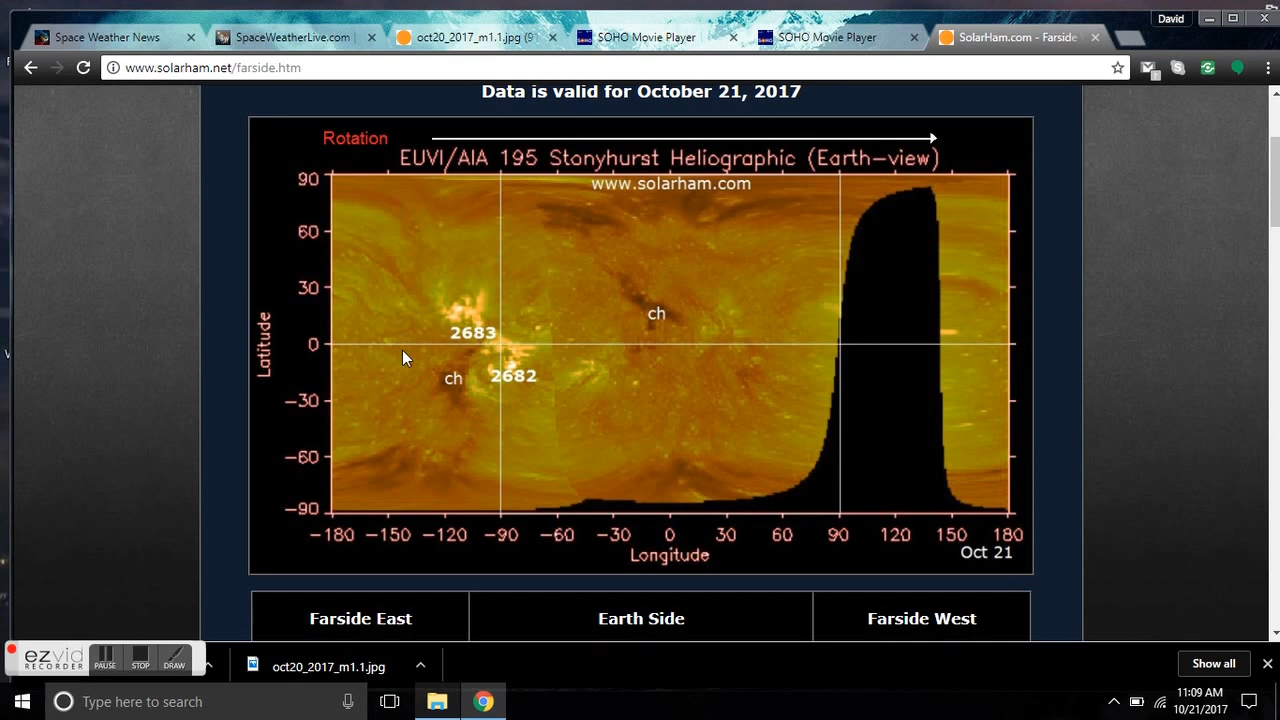 David
Space Weather News
SpaceWeatherLive.com
oct20_2017_m1.1.jpg (9
SOHO Movie Player
SOHO Movie Player
SolarHam.com - Farside
www.solarham.net/farside.htm
Data is valid for October 21, 2017
Rotation
EUVI/AIA 195 Stonyhurst Heliographic (Earth-view)
www.solarham.com
90
60
30
0
-30
-60
-90
Latitude
ch
2683
ch
2682
-180 -150 -120 -90 -60 -30 0 30 60 90 120 150 180
Longitude
Oct 21
Farside East
Earth Side
Farside West
ezvid
RECORDER
PAUSE
STOP
DRAW
oct20_2017_m1.1.jpg
Show all
Type here to search
11:09 AM
10/21/2017